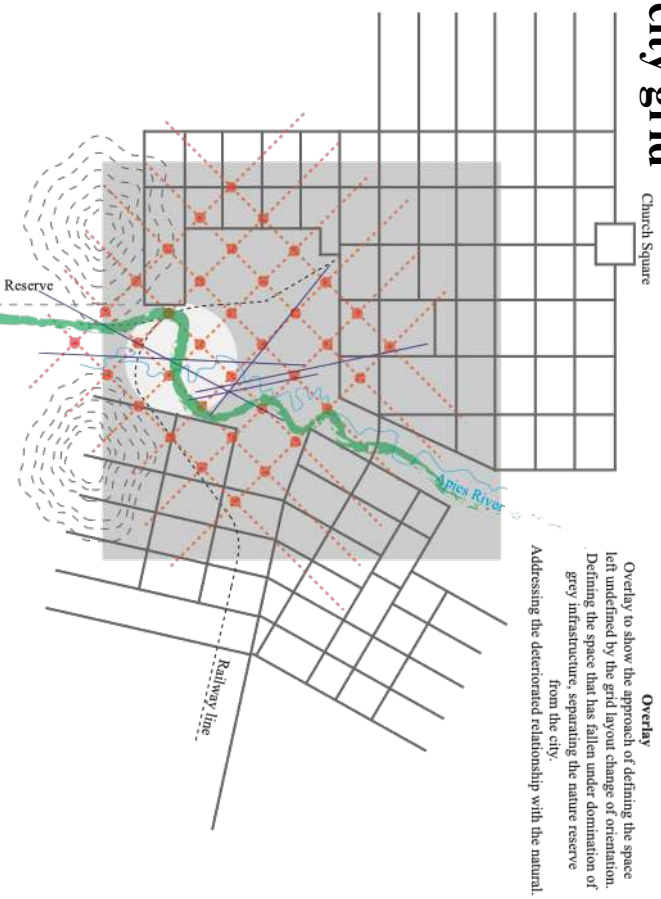 city grid
Church Square
Reserve
Apies River
Railway line
Overlay
Overlay to show the approach of defining the space
left undefined by the grid layout change of orientation.
Defining the space that has fallen under domination of
grey infrastructure, separating the nature reserve
from the city.
Addressing the deteriorated relationship with the natural.